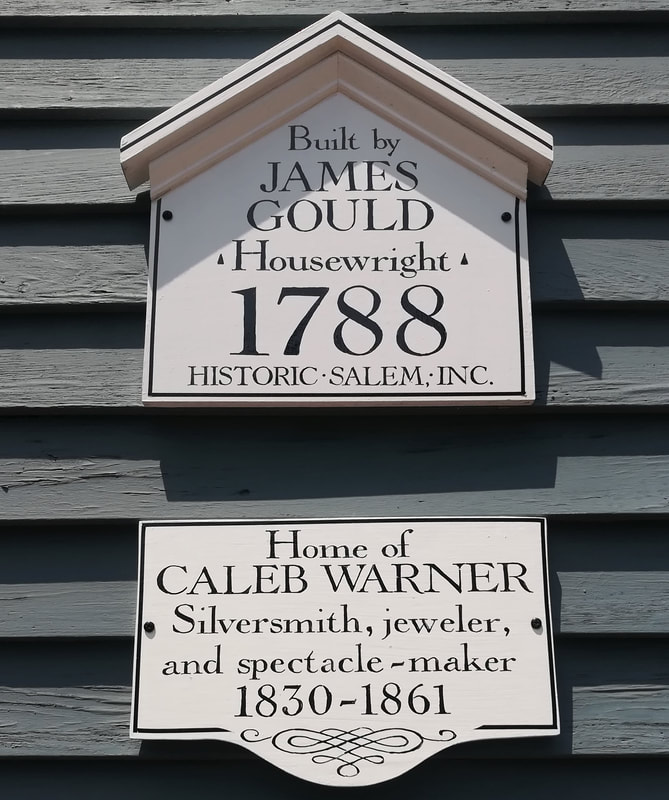 Built by
JAMES
GOULD
Housewright
1788
HISTORIC·SALEM,·INC.
Home of
CALEB WARNER
Silversmith, jeweler,
and spectacle-maker
1830-1861